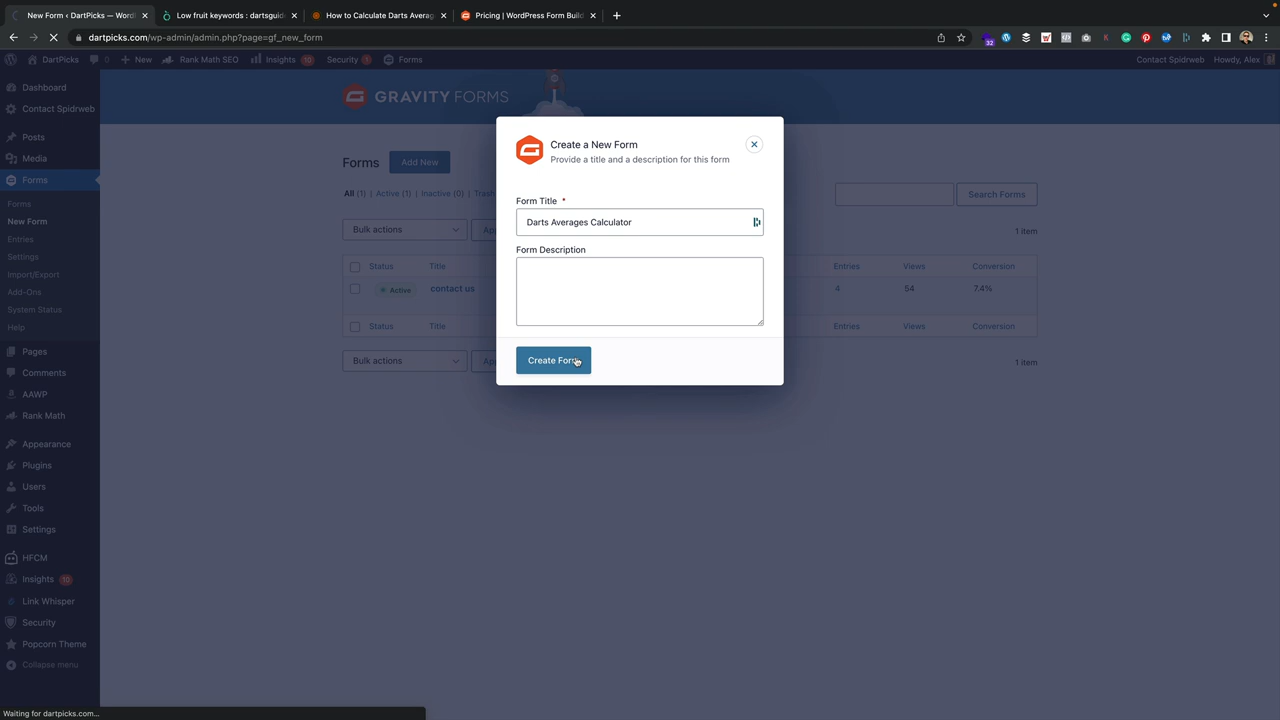 New Form ‹ DartPicks — Word
Low fruit keywords : dartsguid
How to Calculate Darts Averag
Pricing | WordPress Form Build
dartpicks.com/wp-admin/admin.php?page=gf_new_form
32
DartPicks
0
New
Rank Math SEO
Insights 10
Security 1
Forms
Contact Spidrweb
Howdy, Alex
Dashboard
Contact Spidrweb
Posts
Media
Forms
Forms
New Form
Entries
Settings
Import/Export
Add-Ons
System Status
Help
Pages
Comments
AAWP
Rank Math
Appearance
Plugins
Users
Tools
Settings
HFCM
Insights 10
Link Whisper
Security
Popcorn Theme
Collapse menu
GRAVITY FORMS
Forms
Add New
All (1) | Active (1) | Inactive (0) | Trash
Search Forms
Bulk actions
Ap
1 item
Status Title Entries Views Conversion
Active contact us 4 54 7.4%
Status Title Entries Views Conversion
Bulk actions
Ap
1 item
Create a New Form
Provide a title and a description for this form
Form Title *
Darts Averages Calculator
Form Description
Create Form
Waiting for dartpicks.com...